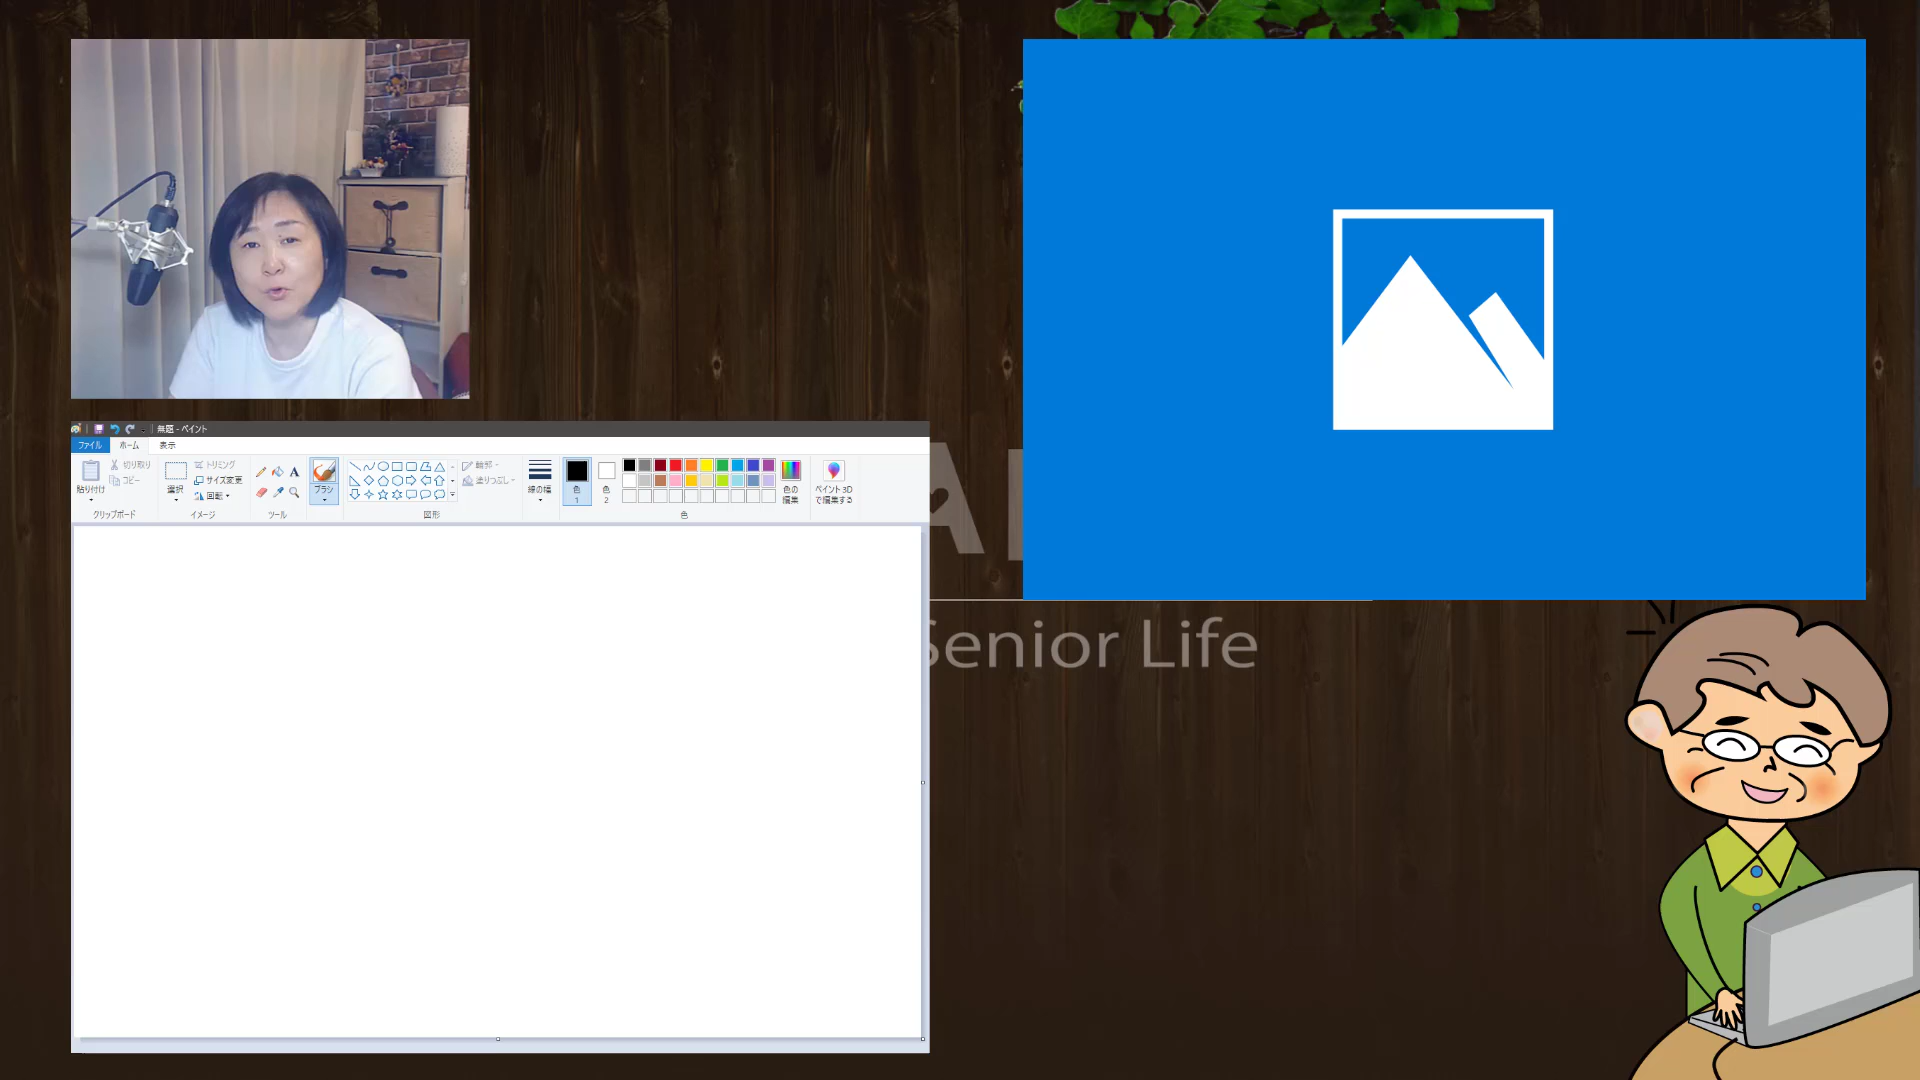 無題 - ペイント
ファイル ホーム 表示
貼り付け 切り取り コピー
選択 トリミング サイズ変更 回転
A
ブラシ
輪郭 塗りつぶし
線の幅
色 1
色 2
色の編集
ペイント 3D で編集する
クリップボード イメージ ツール 図形 色
A
Senior Life